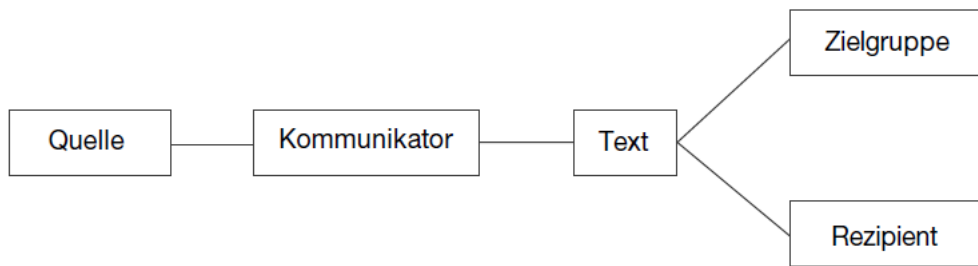 Zielgruppe
Quelle
Kommunikator
Text
Rezipient